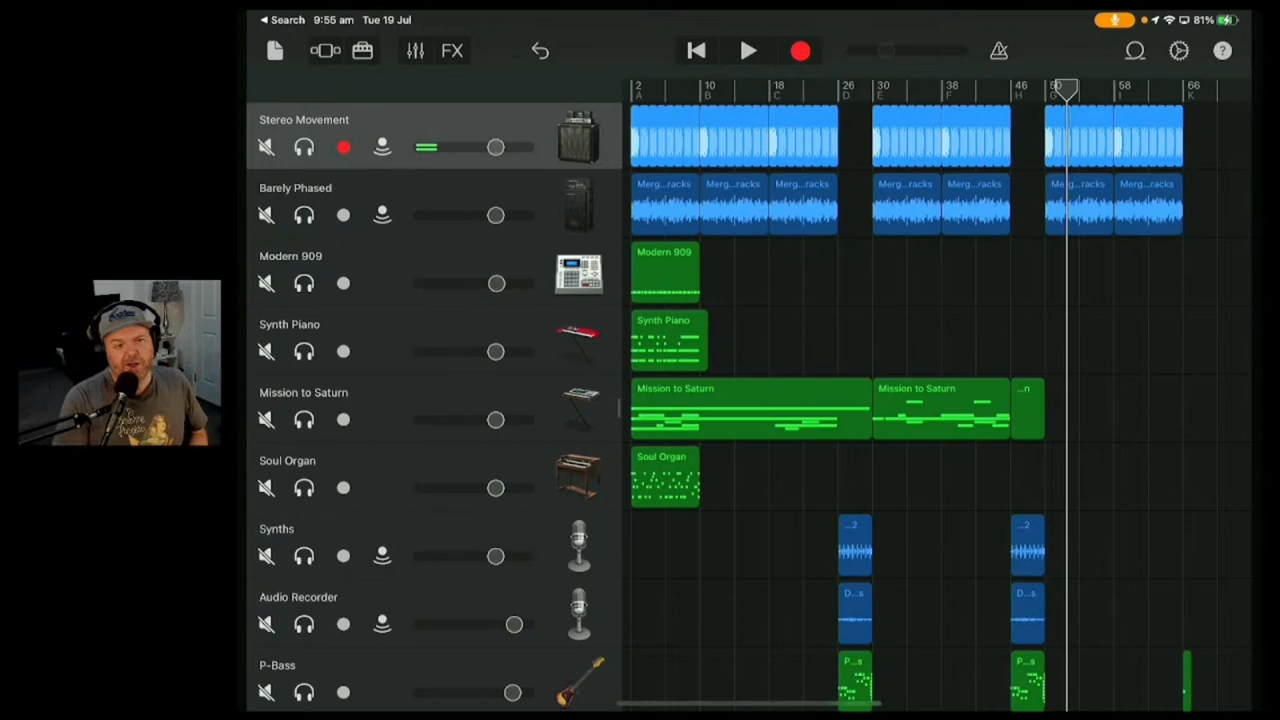 ◀ Search 9:55 am Tue 19 Jul 81%
FX ?
2 10 18 26 30 38 46 50 58 66
A B C D E F H G I K
Stereo Movement
Barely Phased
Merg...racks Merg...racks Merg...racks Merg...racks Merg...racks Merg...racks Merg...racks
Modern 909
Modern 909
Synth Piano
Synth Piano
Mission to Saturn
Mission to Saturn Mission to Saturn ...n
Soul Organ
Soul Organ
Synths
...2 ...2
Audio Recorder
D...s D...s
P-Bass
P...s P...s